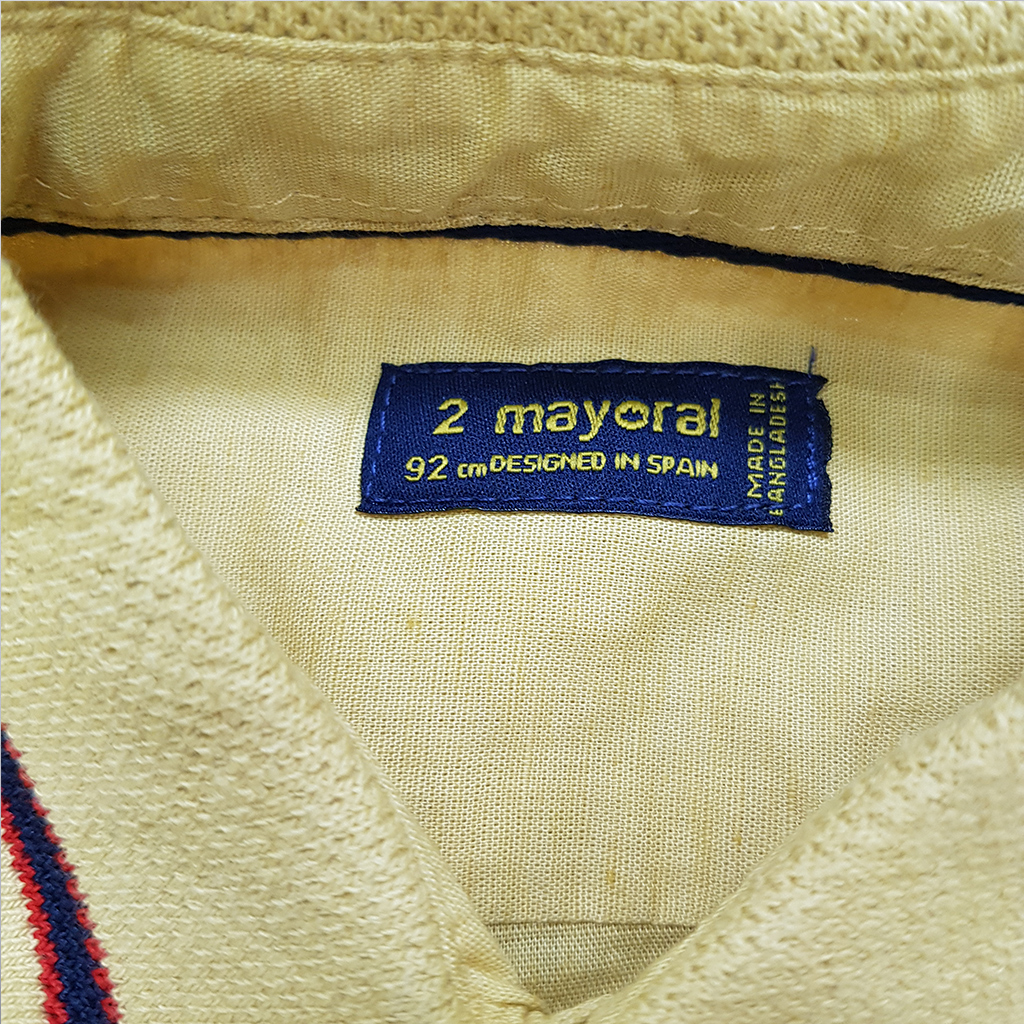 2 mayoral
92 cm DESIGNED IN SPAIN
MADE IN
BANGLADESH